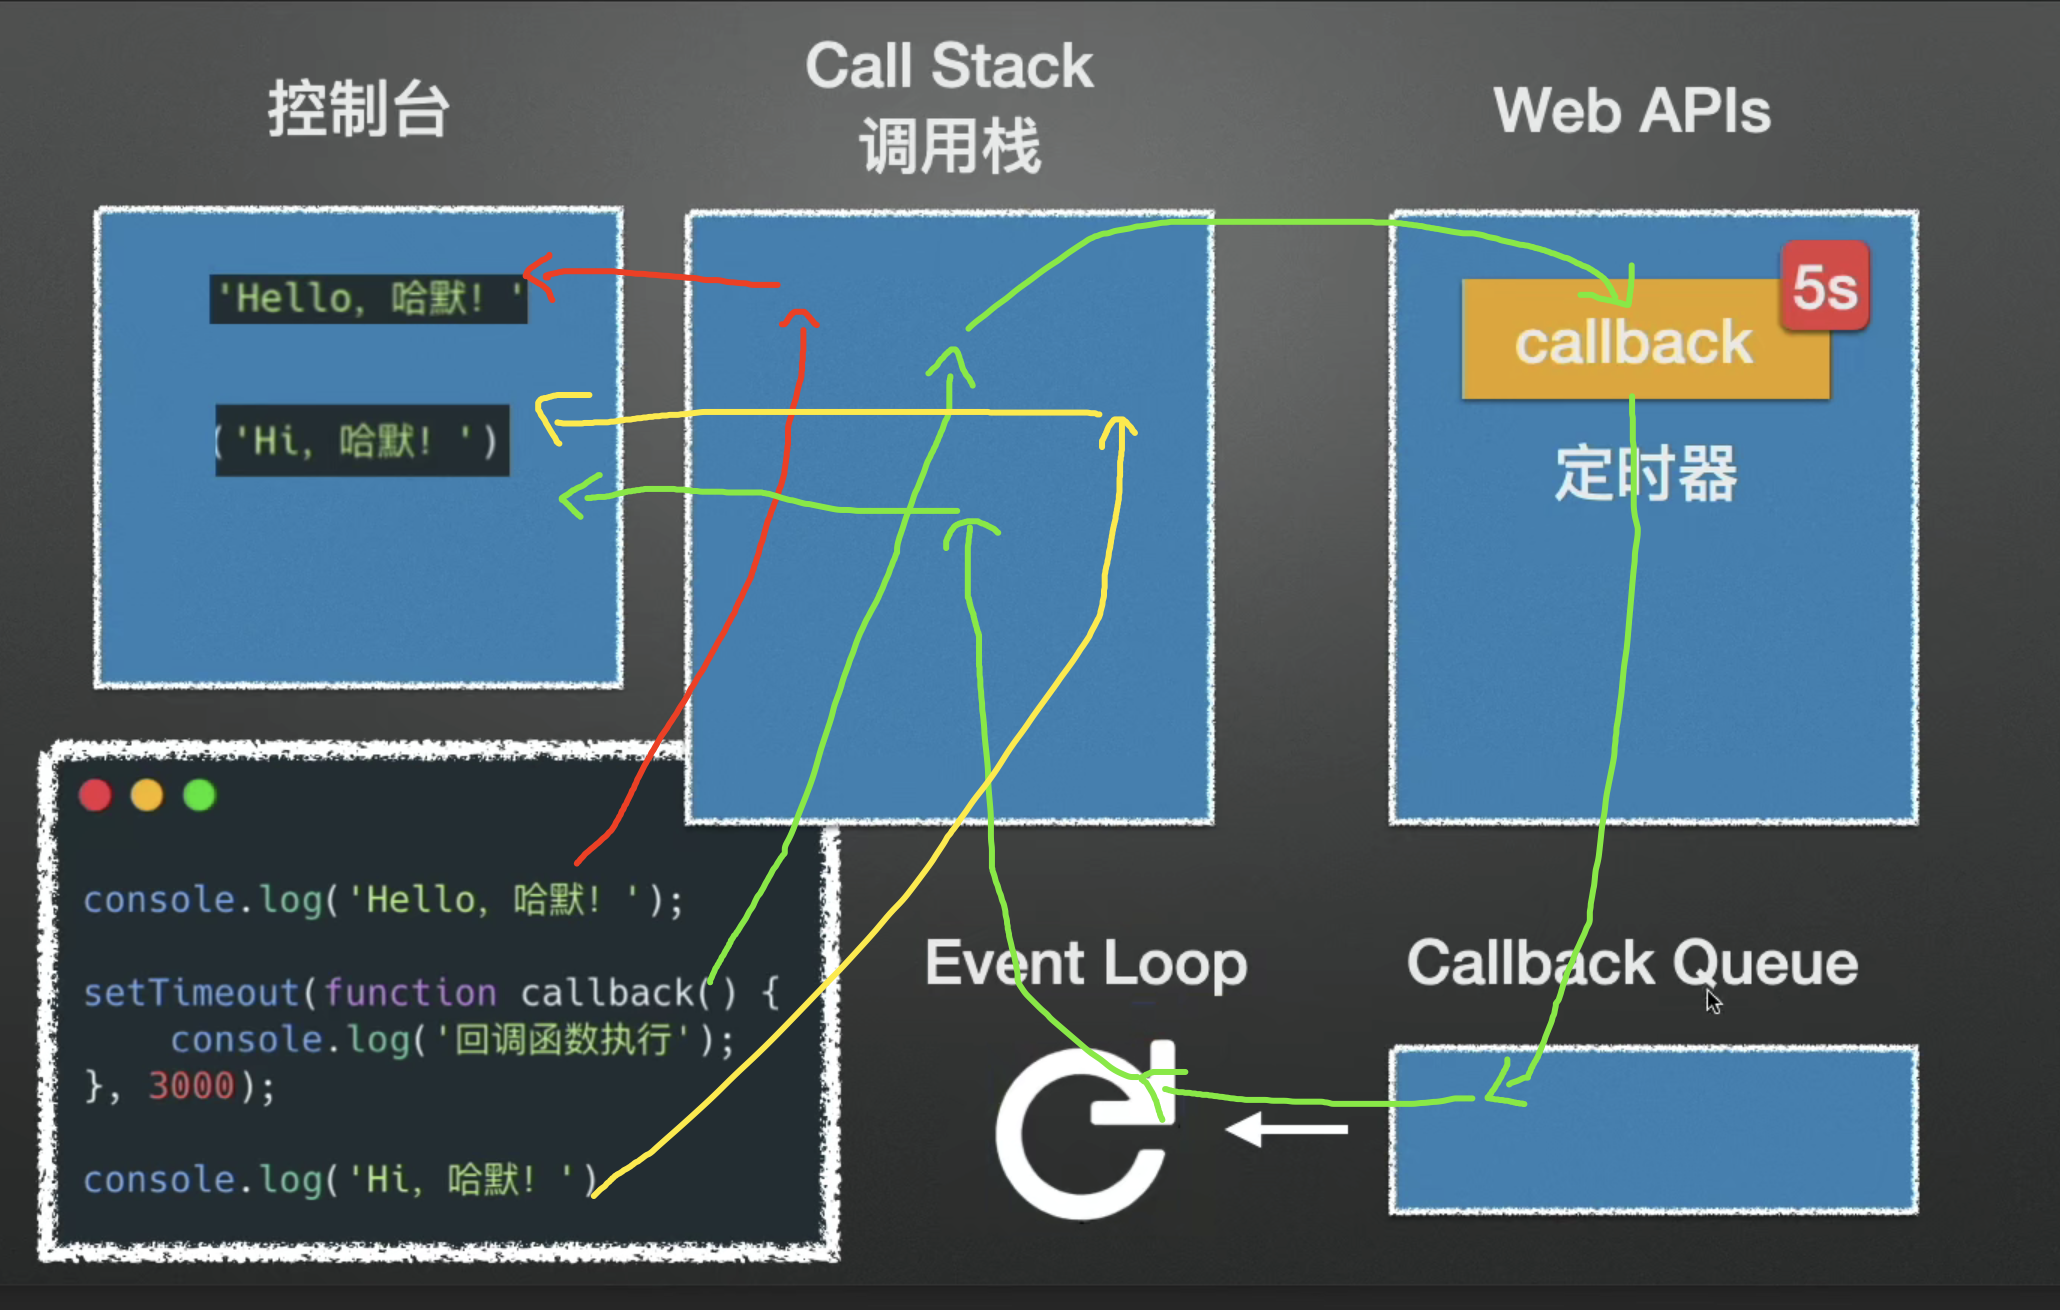 控制台
'Hello, 哈默! '
('Hi, 哈默! ')
Call Stack
调用栈
Web APIs
5s
callback
定时器
console.log('Hello, 哈默! ');
setTimeout(function callback() {
console.log('回调函数执行');
}, 3000);
console.log('Hi, 哈默! ')
Event Loop
Callback Queue